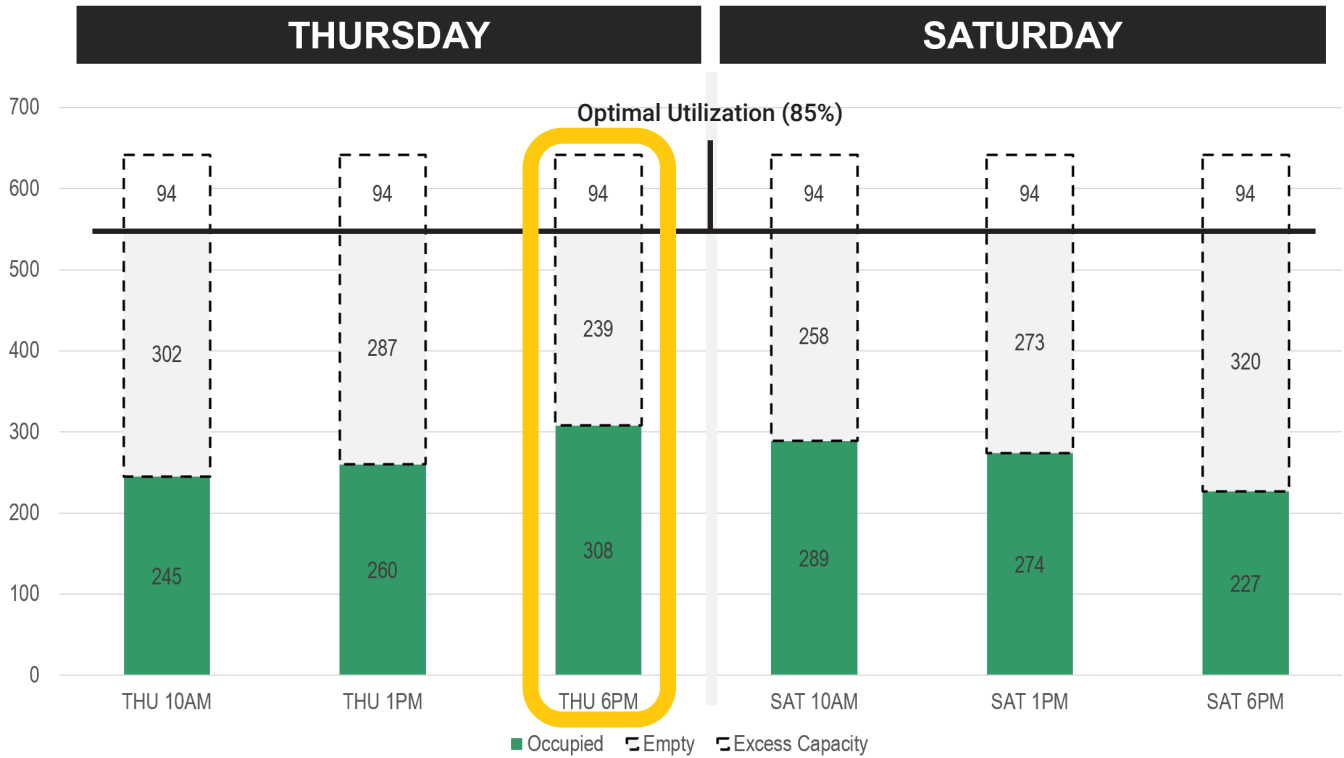 THURSDAY
SATURDAY
Optimal Utilization (85%)
700
600
500
400
300
200
100
0
94
94
94
94
94
94
302
287
239
258
273
320
245
260
308
289
274
227
THU 10AM
THU 1PM
THU 6PM
SAT 10AM
SAT 1PM
SAT 6PM
Occupied
Empty
Excess Capacity